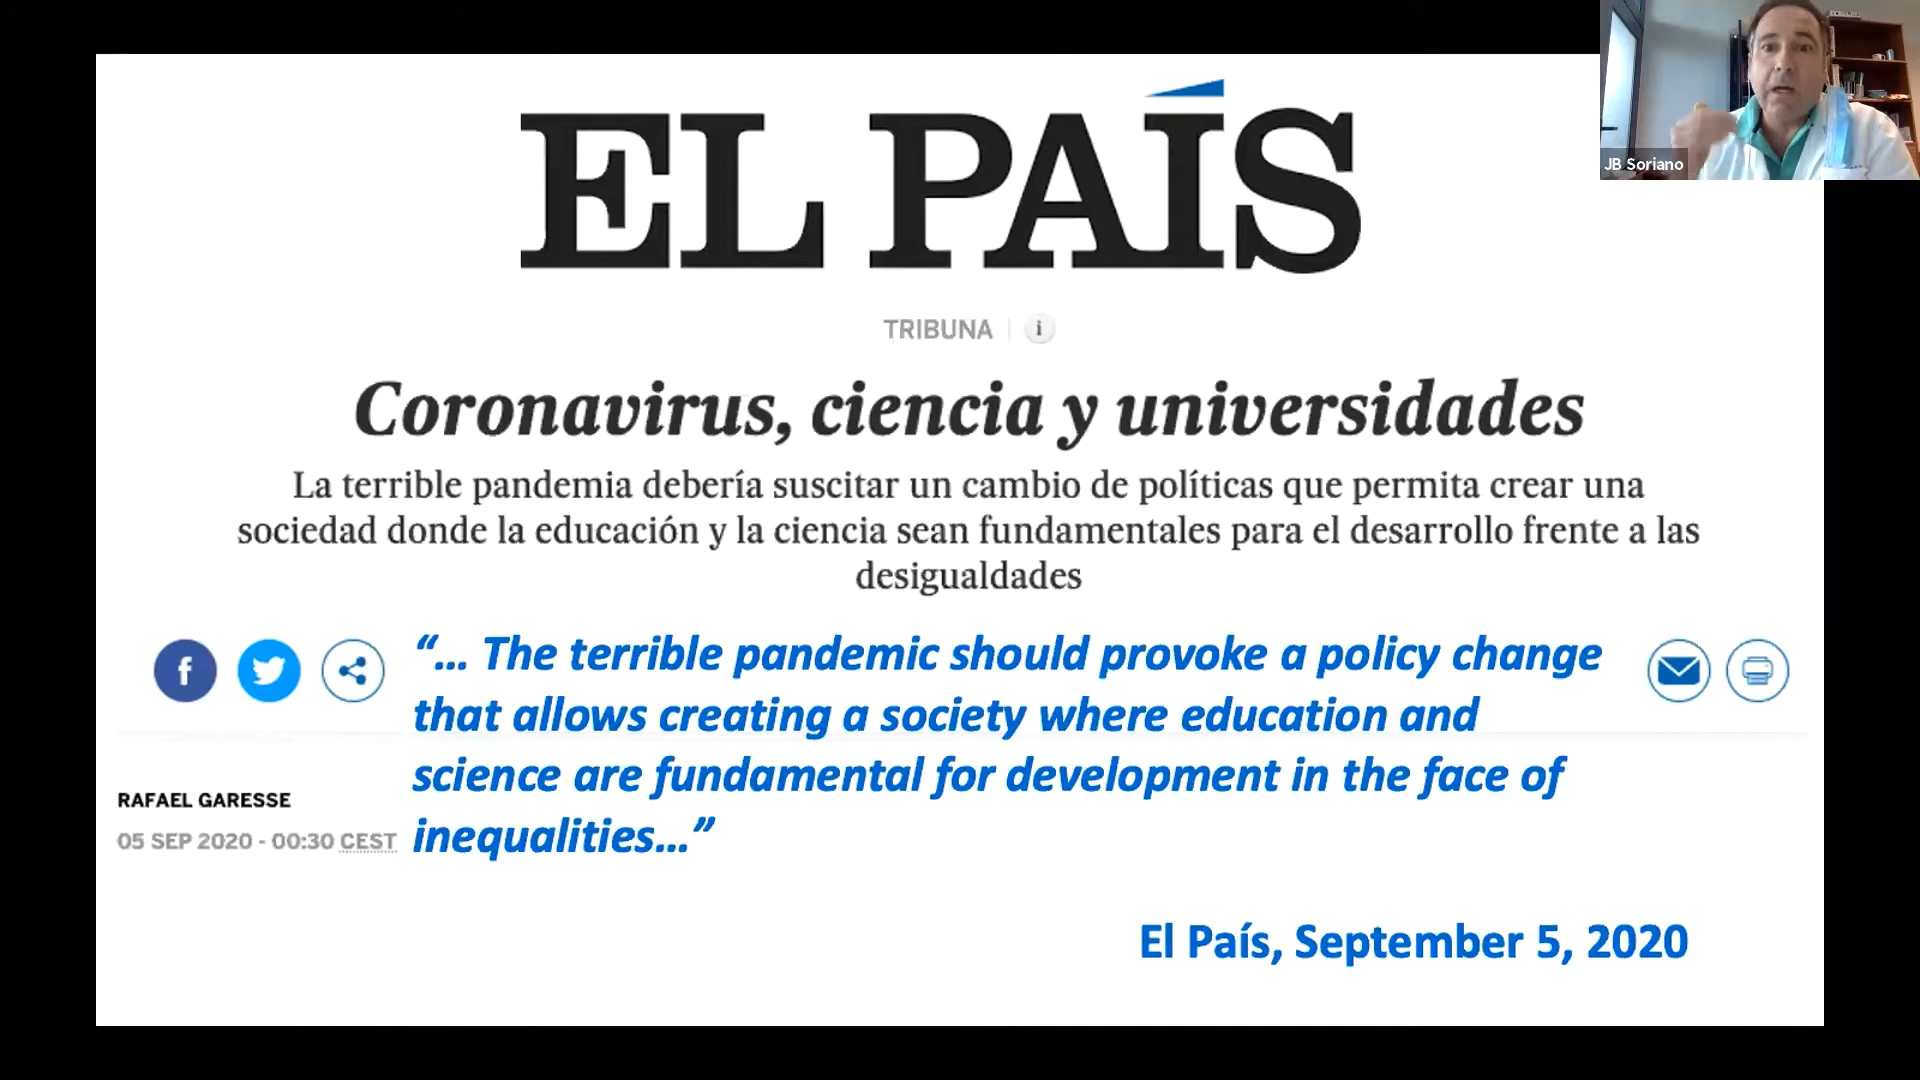 JB Soriano
EL PAÍS
TRIBUNA
i
Coronavirus, ciencia y universidades
La terrible pandemia debería suscitar un cambio de políticas que permita crear una
sociedad donde la educación y la ciencia sean fundamentales para el desarrollo frente a las
desigualdades
f
“... The terrible pandemic should provoke a policy change
that allows creating a society where education and
science are fundamental for development in the face of
inequalities...”
RAFAEL GARESSE
05 SEP 2020 - 00:30 CEST
El País, September 5, 2020